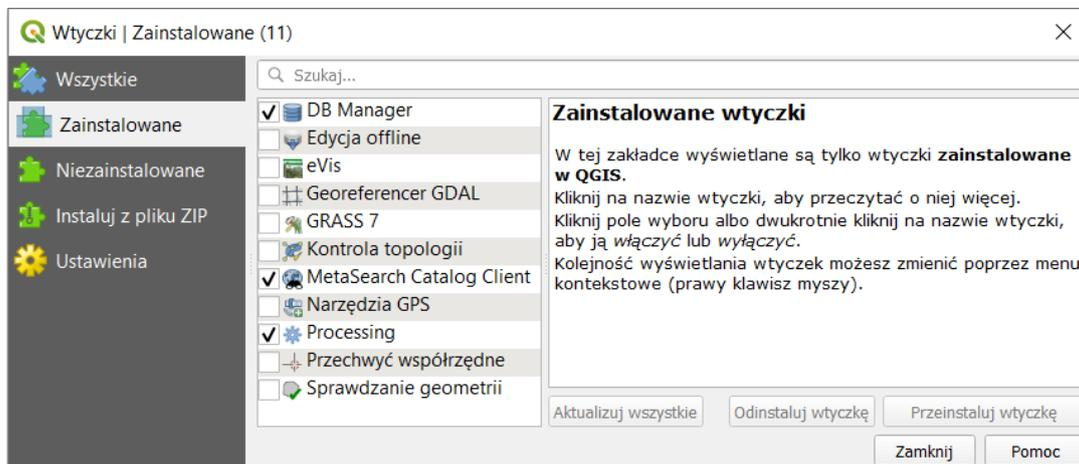 Wtyczki | Zainstalowane (11)
Wszystkie
Zainstalowane
Niezainstalowane
Instaluj z pliku ZIP
Ustawienia
Szukaj...
DB Manager
Edycja offline
eVis
Georeferencer GDAL
GRASS 7
Kontrola topologii
MetaSearch Catalog Client
Narzędzia GPS
Processing
Przechwyć współrzędne
Sprawdzanie geometrii
Zainstalowane wtyczki
W tej zakładce wyświetlane są tylko wtyczki zainstalowane
w QGIS.
Kliknij na nazwie wtyczki, aby przeczytać o niej więcej.
Kliknij pole wyboru albo dwukrotnie kliknij na nazwie wtyczki,
aby ją włączyć lub wyłączyć.
Kolejność wyświetlania wtyczek możesz zmienić poprzez menu
kontekstowe (prawy klawisz myszy).
Aktualizuj wszystkie
Odinstaluj wtyczkę
Przeinstaluj wtyczkę
Zamknij
Pomoc